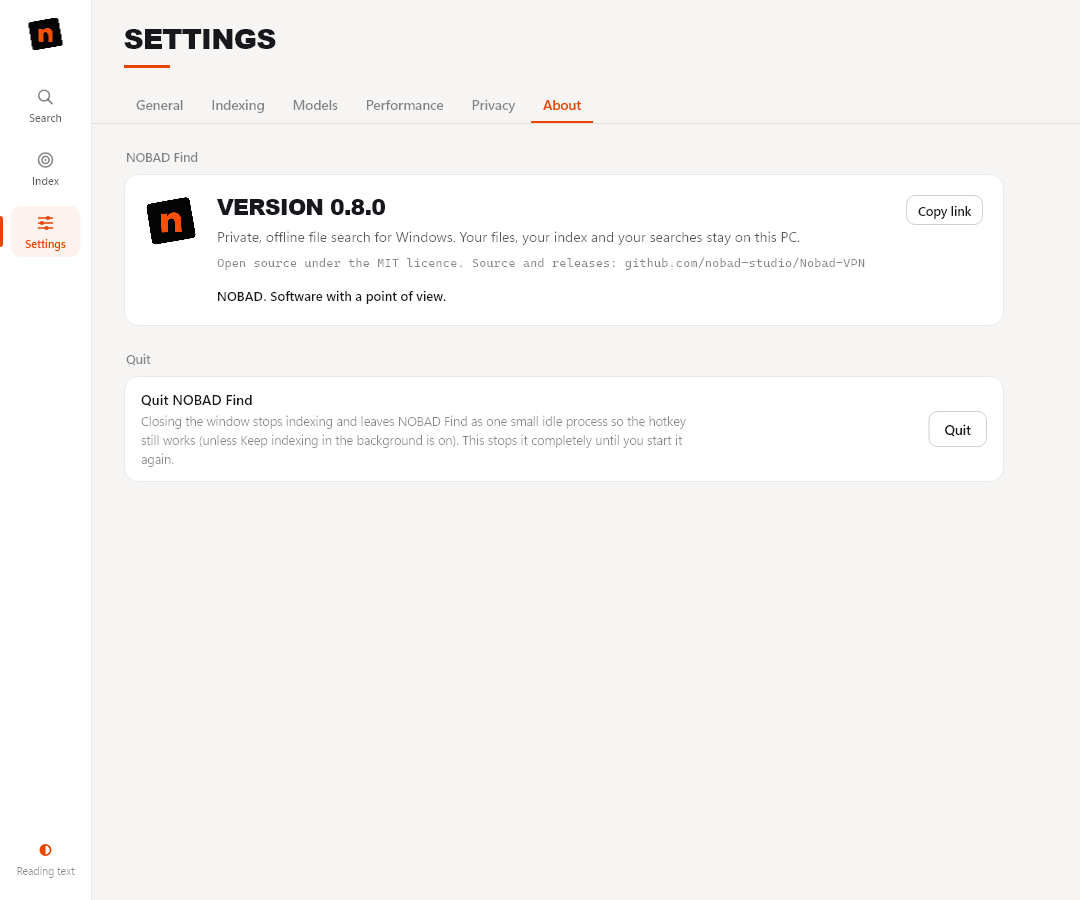 n
SETTINGS
Search
Index
Settings
General Indexing Models Performance Privacy About
NOBAD Find
n
VERSION 0.8.0
Copy link
Private, offline file search for Windows. Your files, your index and your searches stay on this PC.
Open source under the MIT licence. Source and releases: github.com/nobad-studio/Nobad-VPN
NOBAD. Software with a point of view.
Quit
Quit NOBAD Find
Closing the window stops indexing and leaves NOBAD Find as one small idle process so the hotkey
still works (unless Keep indexing in the background is on). This stops it completely until you start it
again.
Quit
Reading text